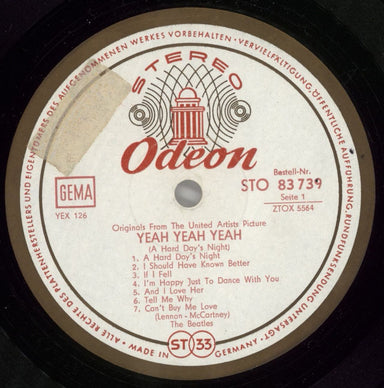 ALLE RECHTE DES PLATTENHERSTELLERS UND EIGENTÜMERS DES AUFGENOMMENEN WERKES VORBEHALTEN · VERVIELFÄLTIGUNG, ÖFFENTLICHE AUFFÜHRUNG, RUNDFUNKSENDUNG UNTERSAGT ·
STEREO
Odeon
GEMA
YEX 126
Bestell-Nr.
STO 83 739
Seite 1
ZTOX 5564
Originals From The United Artists Picture
YEAH YEAH YEAH
(A Hard Day's Night)
1. A Hard Day's Night
2. I Should Have Known Better
3. If I Fell
4. I'm Happy Just To Dance With You
5. And I Love Her
6. Tell Me Why
7. Can't Buy Me Love
(Lennon - McCartney)
The Beatles
MADE IN GERMANY
ST 33